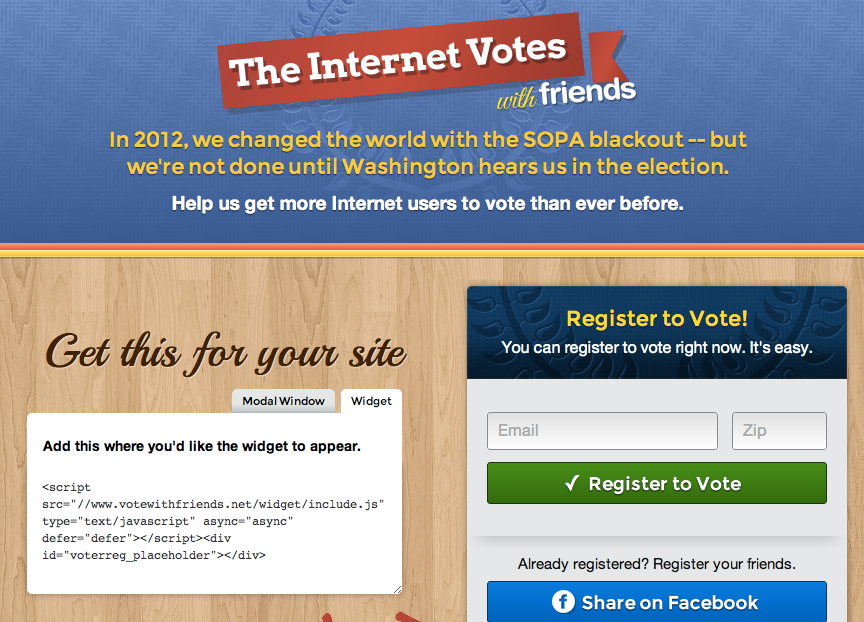 The Internet Votes
with friends
In 2012, we changed the world with the SOPA blackout -- but
we're not done until Washington hears us in the election.
Help us get more Internet users to vote than ever before.
Get this for your site
Modal Window
Widget
Add this where you'd like the widget to appear.
<script
src="//www.votewithfriends.net/widget/include.js"
type="text/javascript" async="async"
defer="defer"></script><div
id="voterreg_placeholder"></div>
Register to Vote!
You can register to vote right now. It's easy.
Email
Zip
✓ Register to Vote
Already registered? Register your friends.
f Share on Facebook